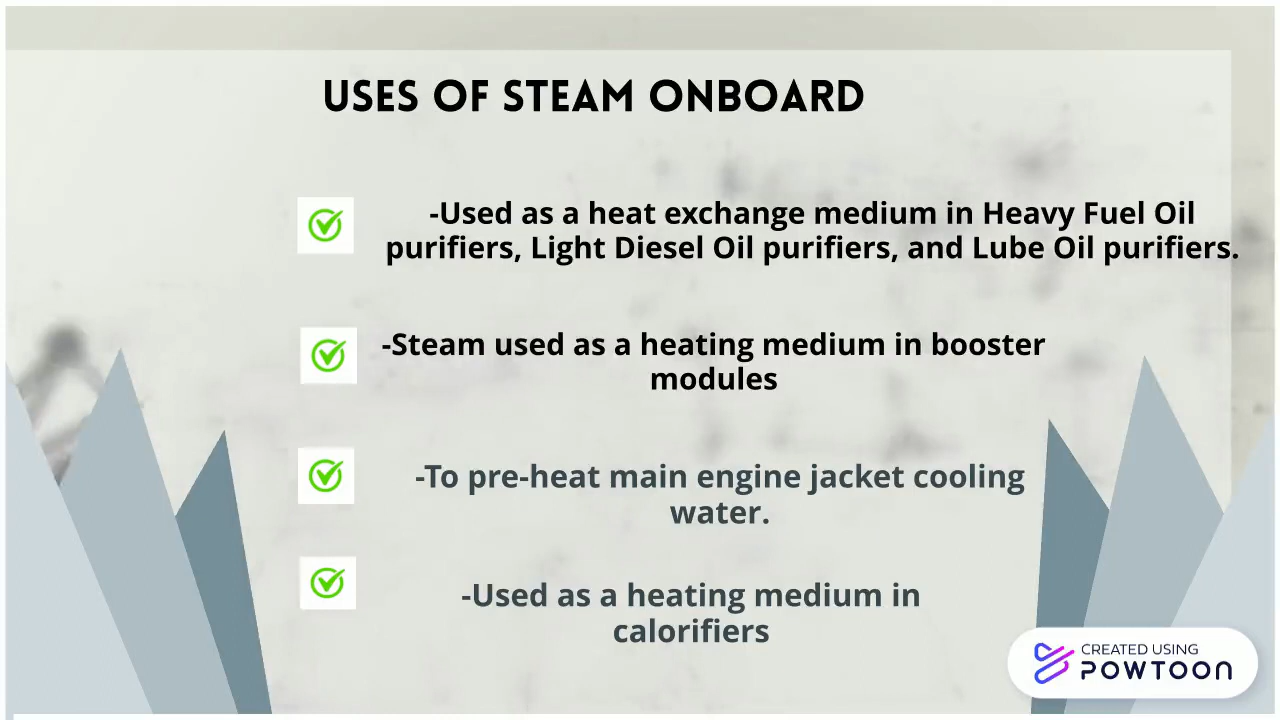 USES OF STEAM ONBOARD
-Used as a heat exchange medium in Heavy Fuel Oil
purifiers, Light Diesel Oil purifiers, and Lube Oil purifiers.
-Steam used as a heating medium in booster
modules
-To pre-heat main engine jacket cooling
water.
-Used as a heating medium in
calorifiers
CREATED USING
POWTOON